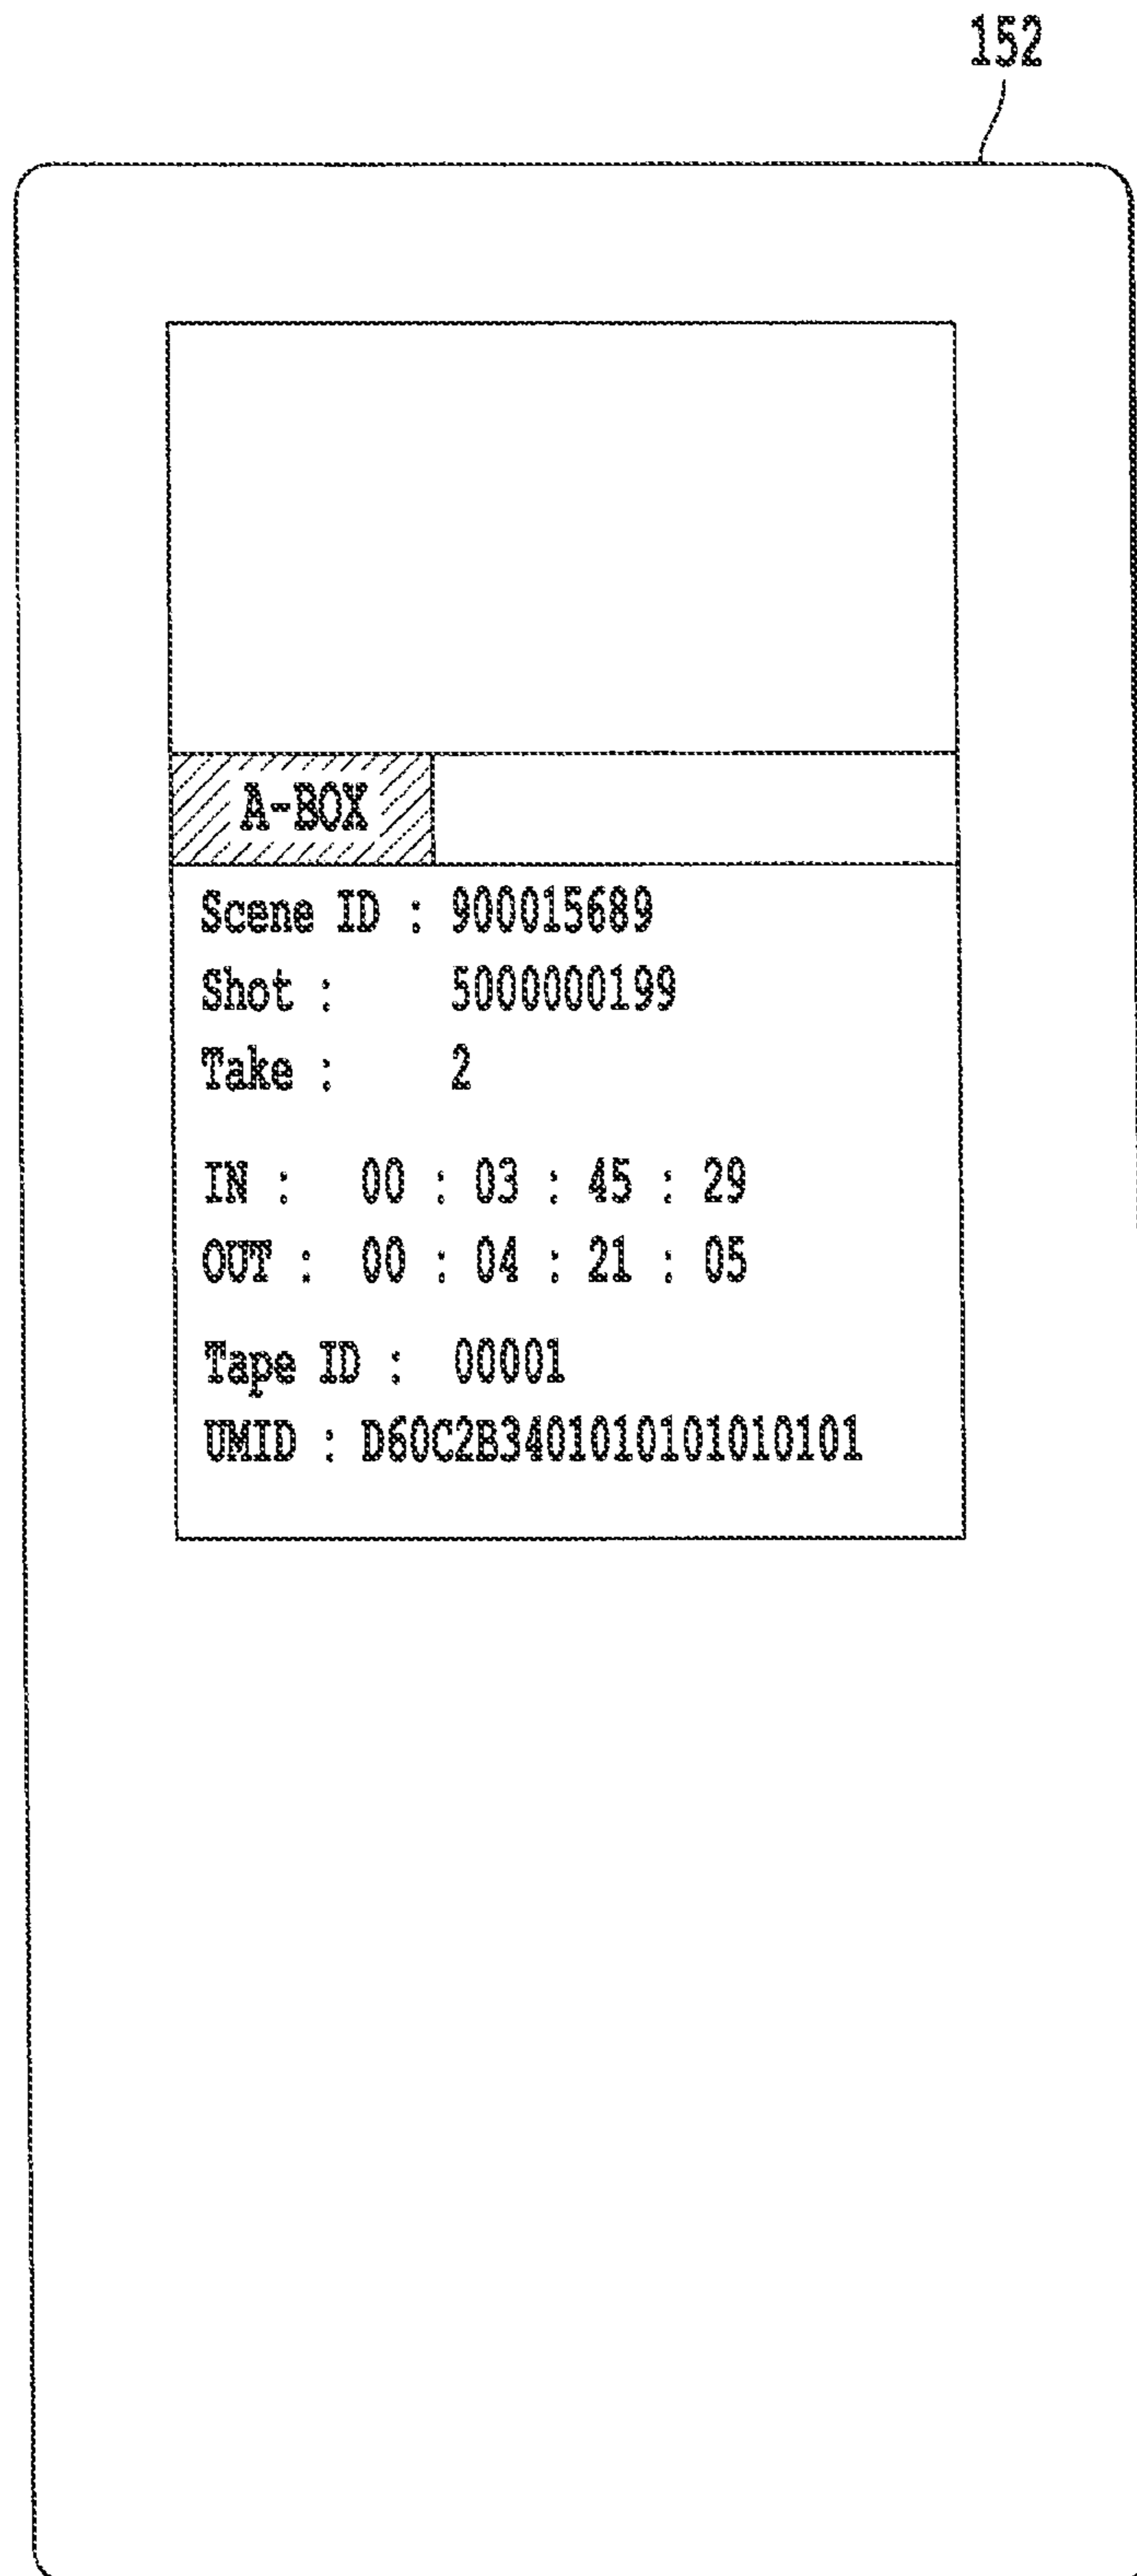 152
A-BOX
Scene ID : 900015689
Shot : 5000000199
Take : 2
IN : 00 : 03 : 45 : 29
OUT : 00 : 04 : 21 : 05
Tape ID : 00001
UMID : D60C2B3401010101010101